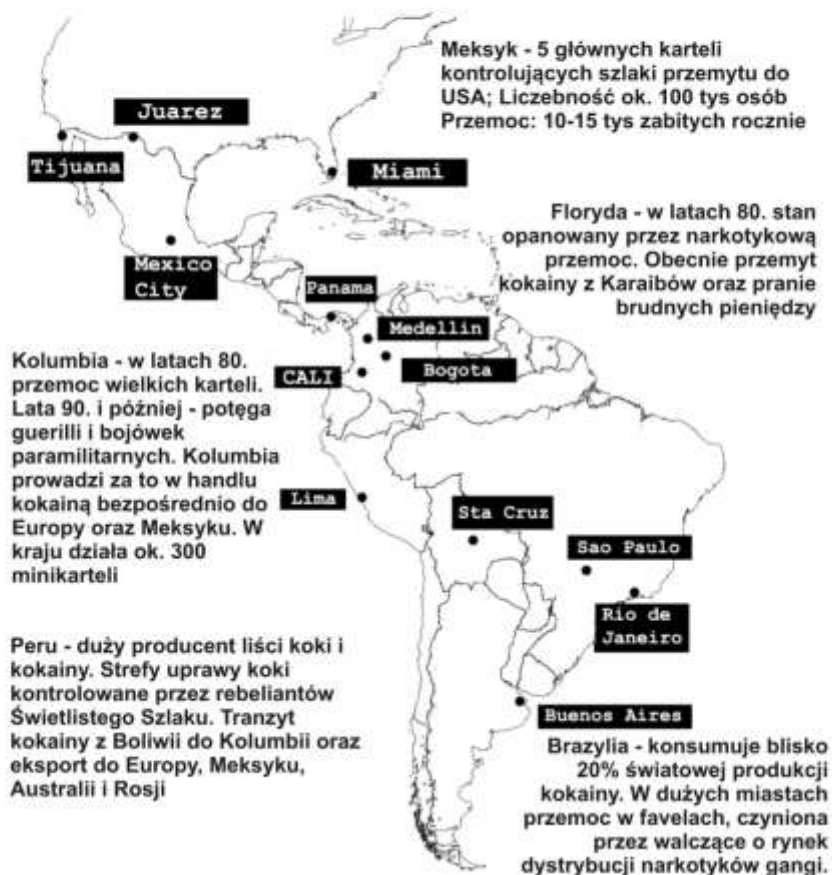 Meksyk - 5 głównych karteli
kontrolujących szlaki przemytu do
USA; Liczebność ok. 100 tys osób
Przemoc: 10-15 tys zabitych rocznie
Juarez
Tijuana
Miami
Floryda - w latach 80. stan
opanowany przez narkotykową
przemoc. Obecnie przemyt
kokainy z Karaibów oraz pranie
brudnych pieniędzy
Mexico
City
Panama
Medellin
Bogota
CALI
Kolumbia - w latach 80.
przemoc wielkich karteli.
Lata 90. i później - potęga
guerilli i bojówek
paramilitarnych. Kolumbia
prowadzi za to w handlu
kokainą bezpośrednio do
Europy oraz Meksyku. W
kraju działa ok. 300
minikarteli
Lima
Sta Cruz
Sao Paulo
Rio de
Janeiro
Buenos Aires
Peru - duży producent liści koki i
kokainy. Strefy uprawy koki
kontrolowane przez rebeliantów
Świetlistego Szlaku. Tranzyt
kokainy z Boliwii do Kolumbii oraz
eksport do Europy, Meksyku,
Australii i Rosji
Brazylia - konsumuje blisko
20% światowej produkcji
kokainy. W dużych miastach
przemoc w favelach, czyniona
przez walczące o rynek
dystrybucji narkotyków gangi.